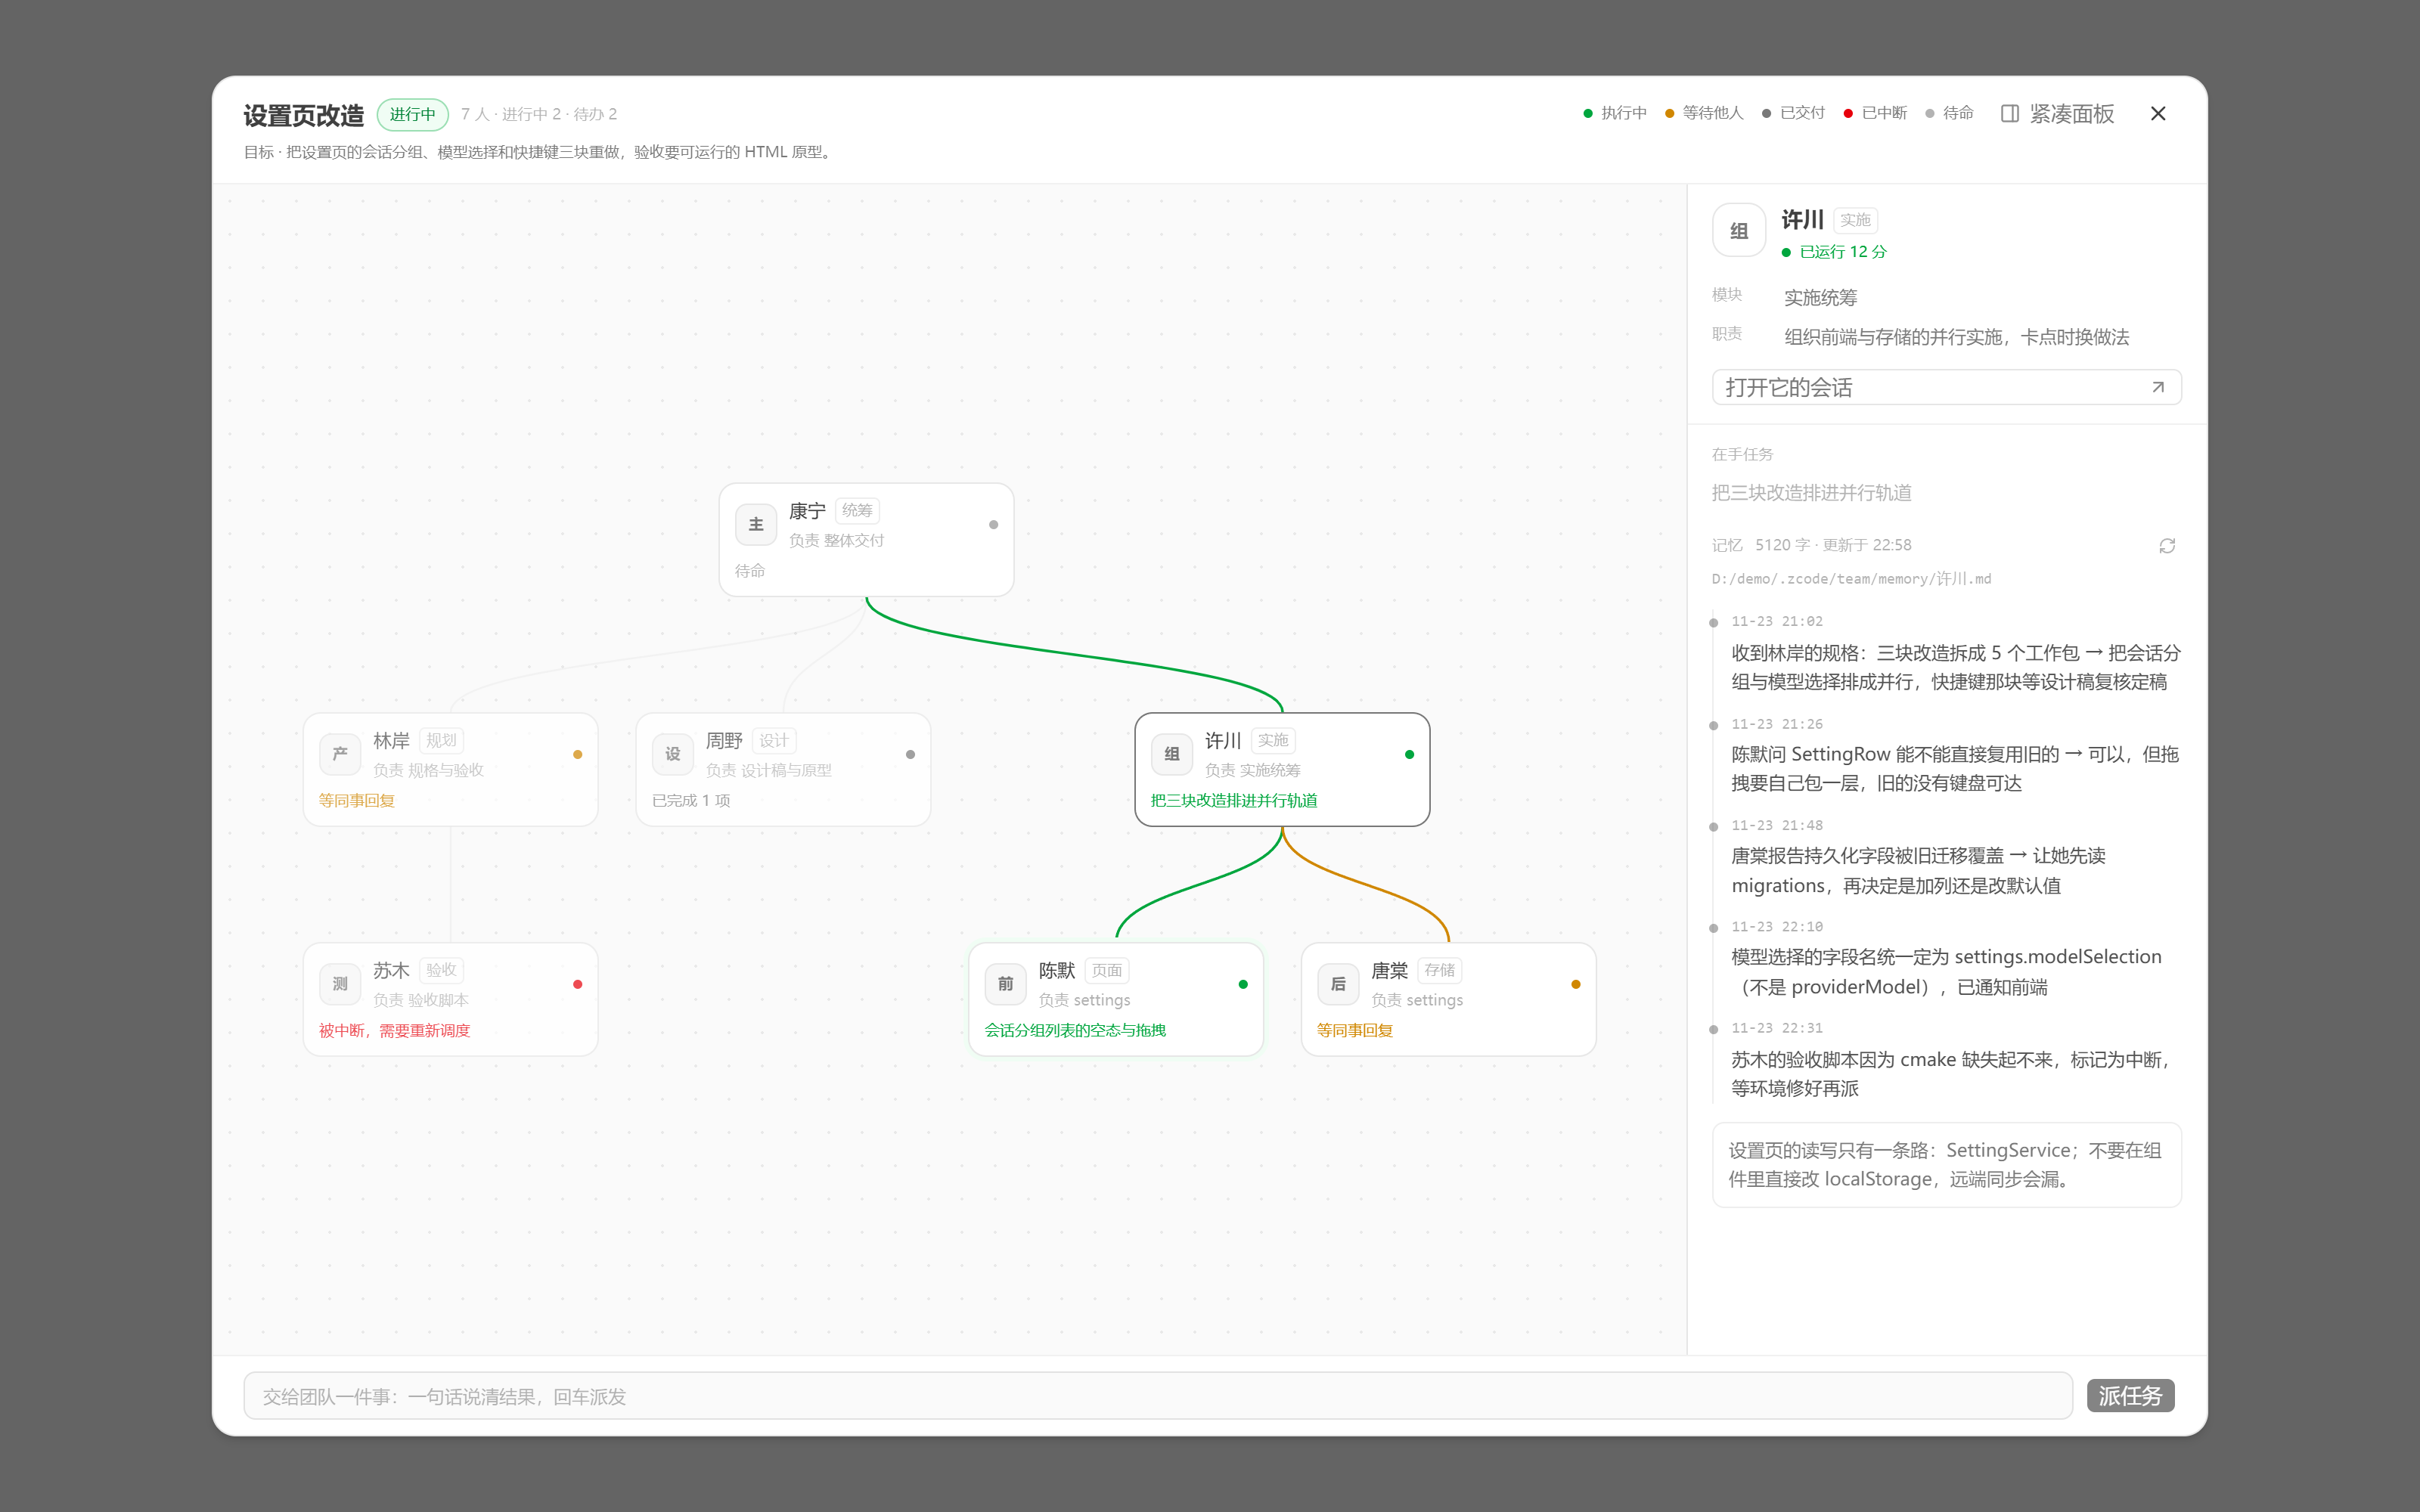 设置页改造 进行中 7 人 · 进行中 2 · 待办 2
执行中 等待他人 已交付 已中断 待命 紧凑面板
目标 · 把设置页的会话分组、模型选择和快捷键三块重做，验收要可运行的 HTML 原型。
主 康宁 统筹
负责 整体交付
待命
产 林岸 规划
负责 规格与验收
等同事回复
设 周野 设计
负责 设计稿与原型
已完成 1 项
组 许川 实施
负责 实施统筹
把三块改造排进并行轨道
测 苏木 验收
负责 验收脚本
被中断，需要重新调度
前 陈默 页面
负责 settings
会话分组列表的空态与拖拽
后 唐棠 存储
负责 settings
等同事回复
组 许川 实施
已运行 12 分
模块 实施统筹
职责 组织前端与存储的并行实施，卡点时换做法
打开它的会话
在手任务
把三块改造排进并行轨道
记忆 5120 字 · 更新于 22:58
D:/demo/.zcode/team/memory/许川.md
11-23 21:02
收到林岸的规格：三块改造拆成 5 个工作包 → 把会话分
组与模型选择排成并行，快捷键那块等设计稿复核定稿
11-23 21:26
陈默问 SettingRow 能不能直接复用旧的 → 可以，但拖
拽要自己包一层，旧的没有键盘可达
11-23 21:48
唐棠报告持久化字段被旧迁移覆盖 → 让她先读
migrations，再决定是加列还是改默认值
11-23 22:10
模型选择的字段名统一定为 settings.modelSelection
（不是 providerModel），已通知前端
11-23 22:31
苏木的验收脚本因为 cmake 缺失起不来，标记为中断，
等环境修好再派
设置页的读写只有一条路：SettingService；不要在组
件里直接改 localStorage，远端同步会漏。
交给团队一件事：一句话说清结果，回车派发
派任务